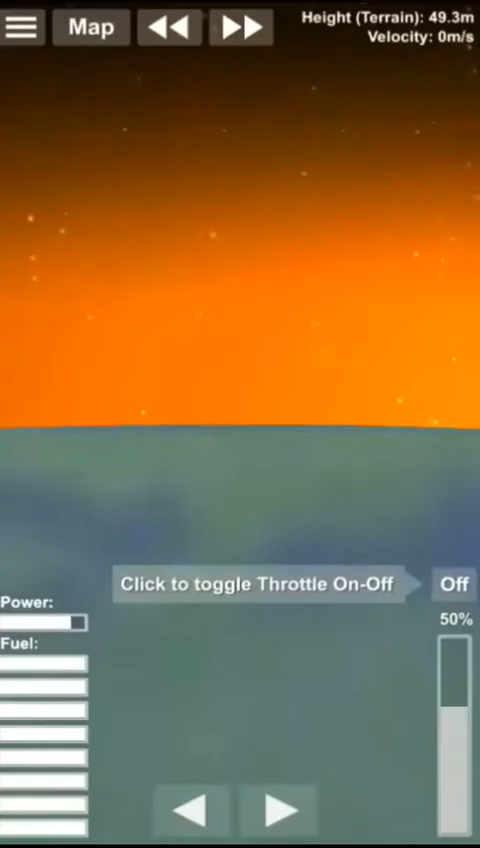 Map
Height (Terrain): 49.3m
Velocity: 0m/s
Click to toggle Throttle On-Off
Off
50%
Power:
Fuel: